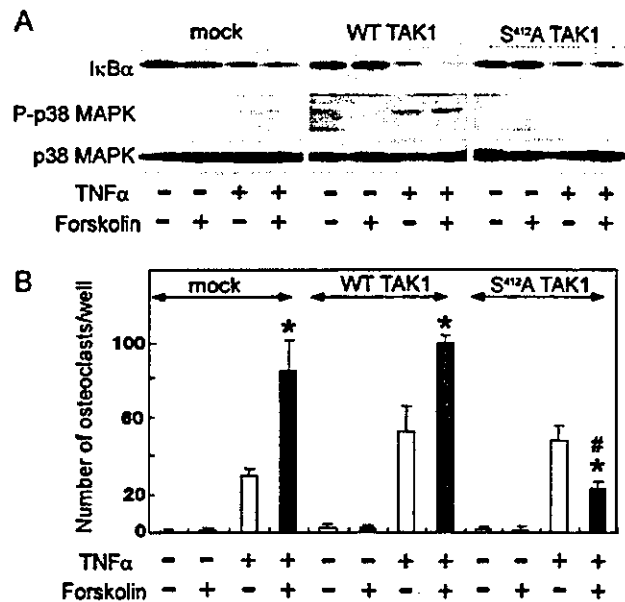 A
mock WT TAK1 S⁴¹²A TAK1
IκBα
P-p38 MAPK
p38 MAPK
TNFα - - + + - - + + - - + +
Forskolin - + - + - + - + - + - +
B
mock WT TAK1 S⁴¹²A TAK1
Number of osteoclasts/well
100
60
20
0
* * # *
TNFα - - + + - - + + - - + +
Forskolin - + - + - + - + - + - +